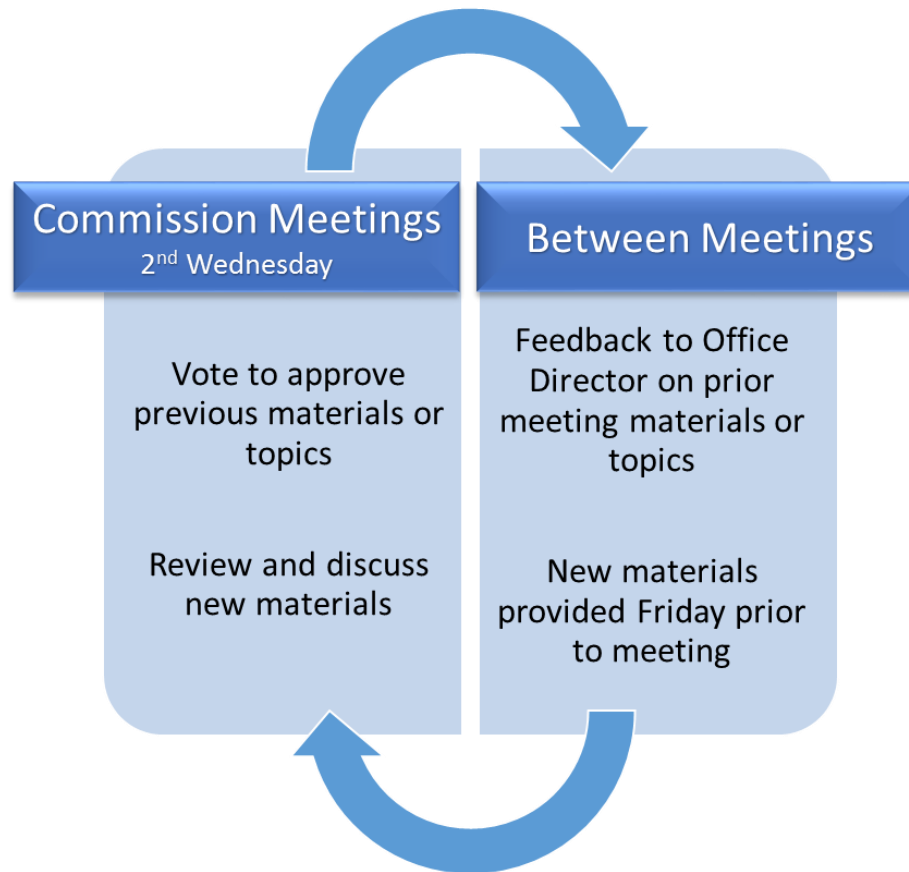 Commission Meetings
2nd Wednesday
Vote to approve
previous materials or
topics
Review and discuss
new materials
Between Meetings
Feedback to Office
Director on prior
meeting materials or
topics
New materials
provided Friday prior
to meeting